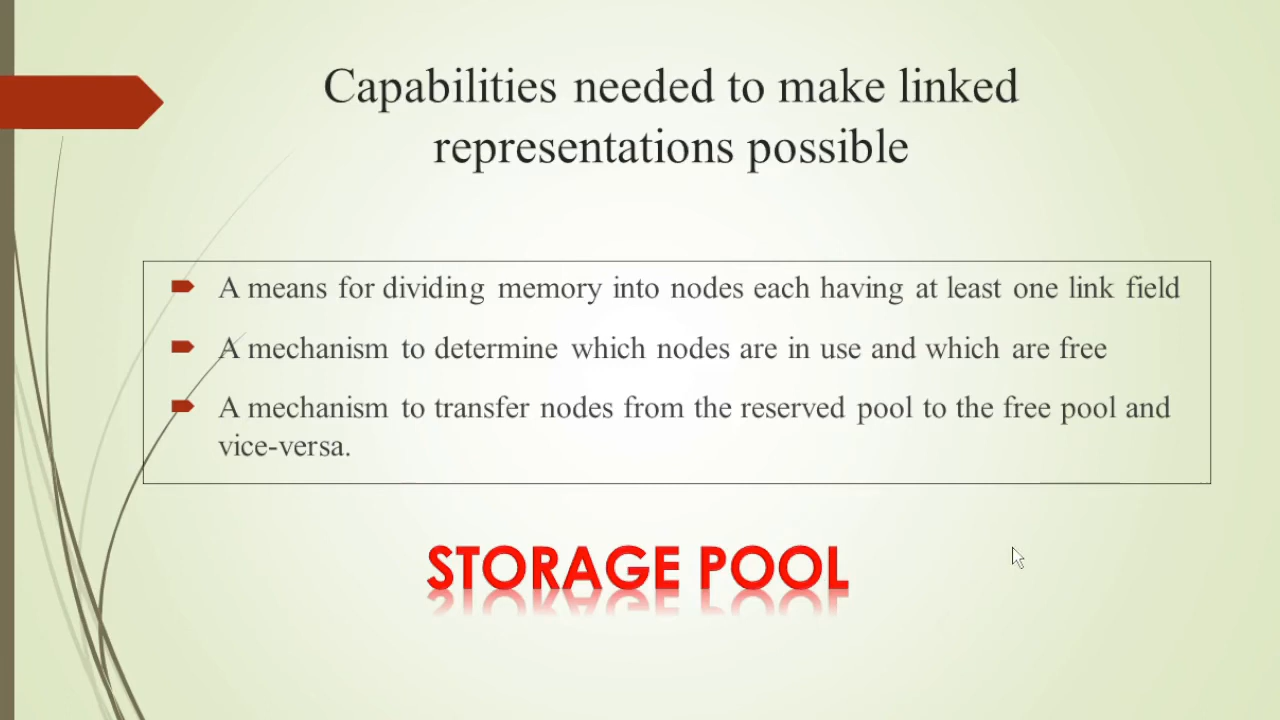 Capabilities needed to make linked
representations possible
A means for dividing memory into nodes each having at least one link field
A mechanism to determine which nodes are in use and which are free
A mechanism to transfer nodes from the reserved pool to the free pool and
vice-versa.
STORAGE POOL